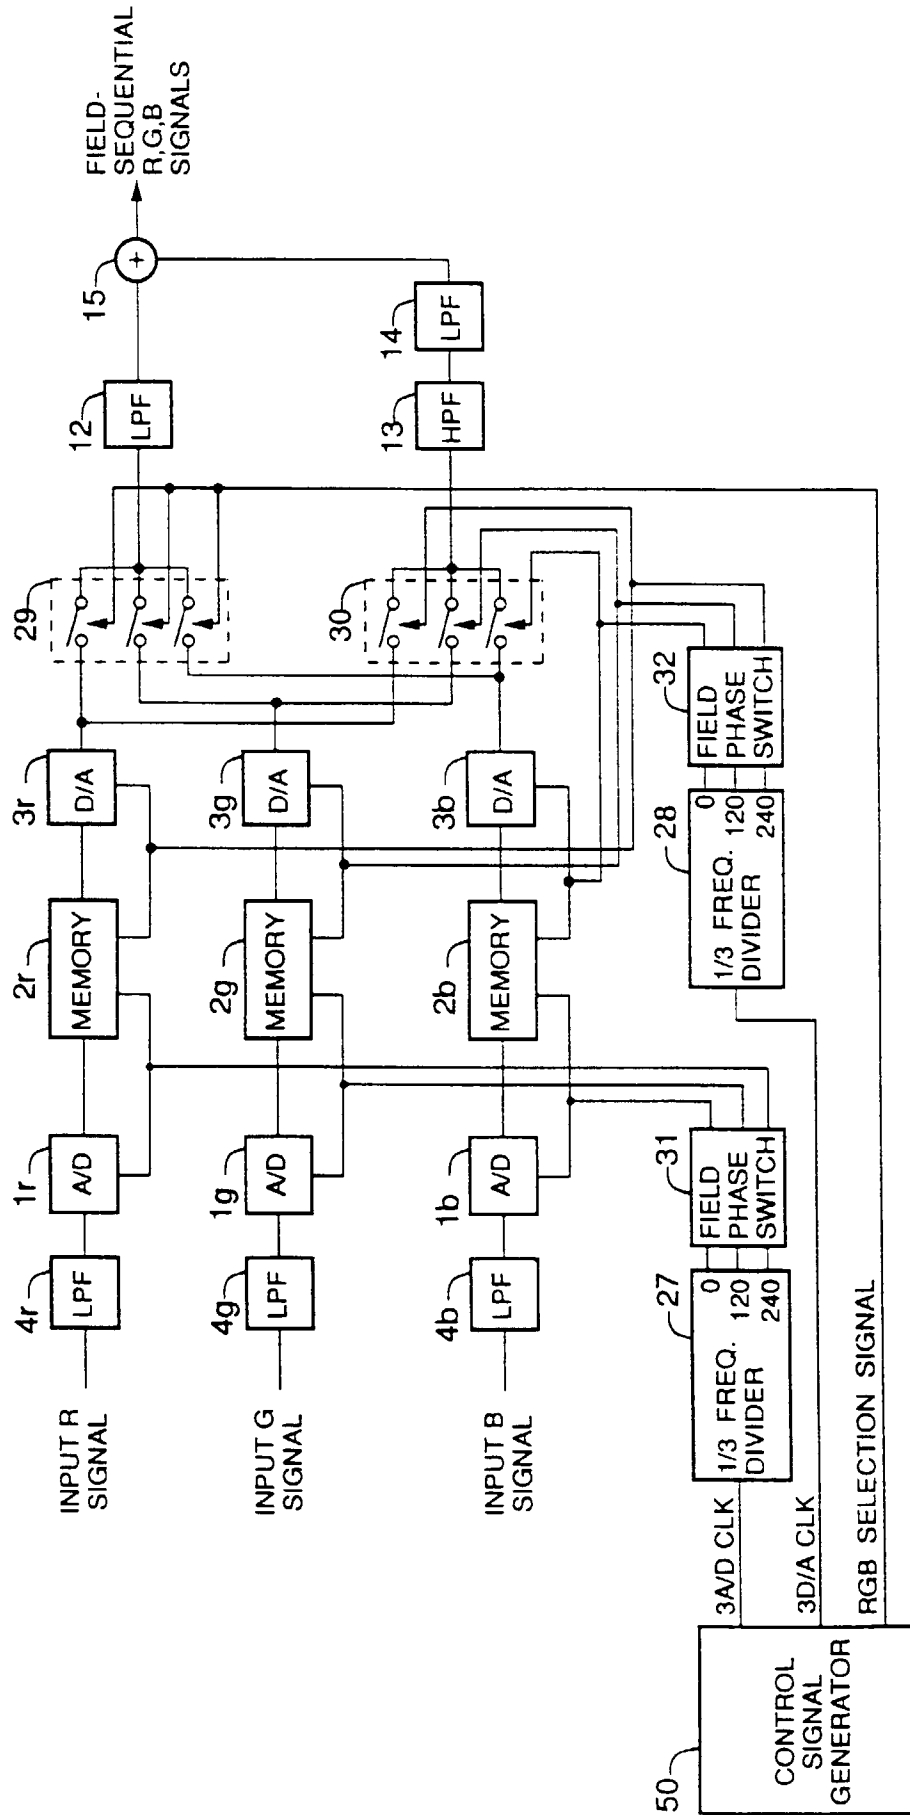 INPUT R
SIGNAL
4r
LPF
1r
A/D
2r
MEMORY
3r
D/A
29
12
LPF
15
+
FIELD-
SEQUENTIAL
R,G,B
SIGNALS
INPUT G
SIGNAL
4g
LPF
1g
A/D
2g
MEMORY
3g
D/A
INPUT B
SIGNAL
4b
LPF
1b
A/D
2b
MEMORY
3b
D/A
30
13
HPF
14
LPF
27
1/3 FREQ.
DIVIDER
0
120
240
31
FIELD
PHASE
SWITCH
28
1/3 FREQ.
DIVIDER
0
120
240
32
FIELD
PHASE
SWITCH
50
CONTROL
SIGNAL
GENERATOR
3A/D CLK
3D/A CLK
RGB SELECTION SIGNAL